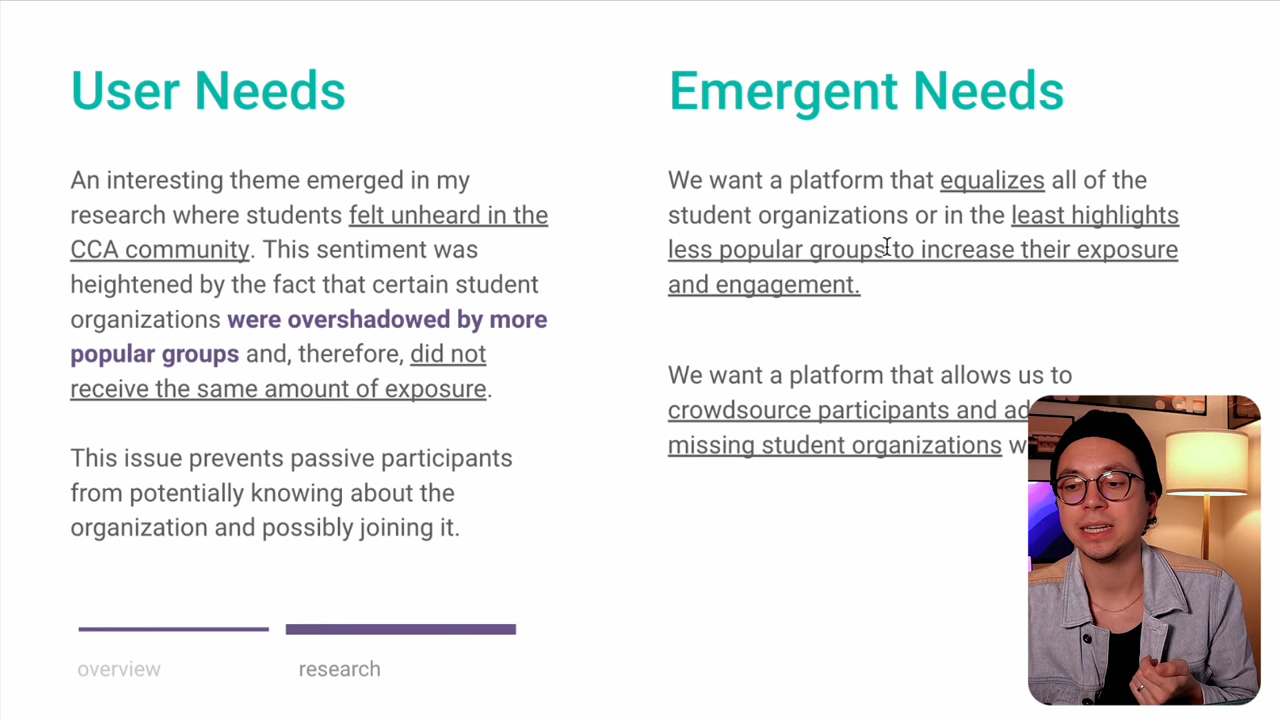 User Needs
An interesting theme emerged in my
research where students felt unheard in the
CCA community. This sentiment was
heightened by the fact that certain student
organizations were overshadowed by more
popular groups and, therefore, did not
receive the same amount of exposure.
This issue prevents passive participants
from potentially knowing about the
organization and possibly joining it.
Emergent Needs
We want a platform that equalizes all of the
student organizations or in the least highlights
less popular groups to increase their exposure
and engagement.
We want a platform that allows us to
crowdsource participants and
missing student organizations
overview
research